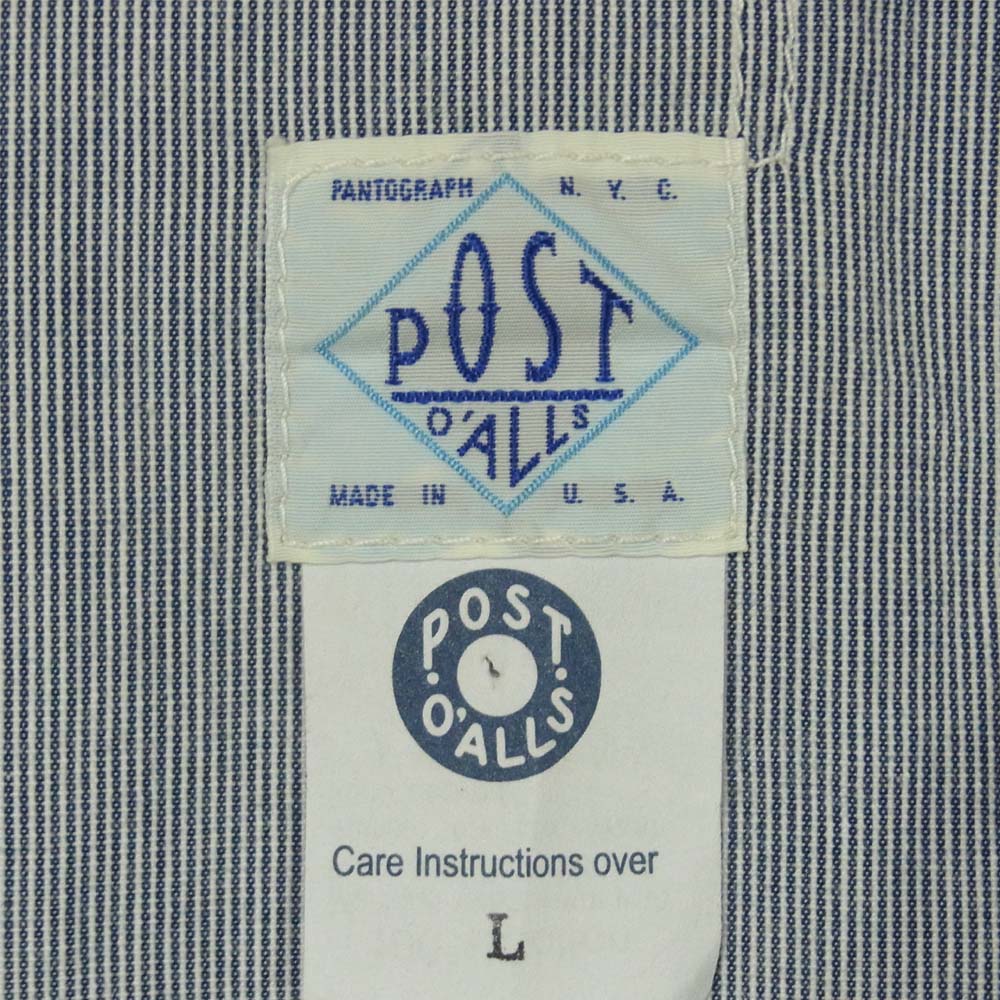 PANTOGRAPH N. Y. C.
POST
O'ALLS
MADE IN U. S. A.
POST
O'ALLS
Care Instructions over
L